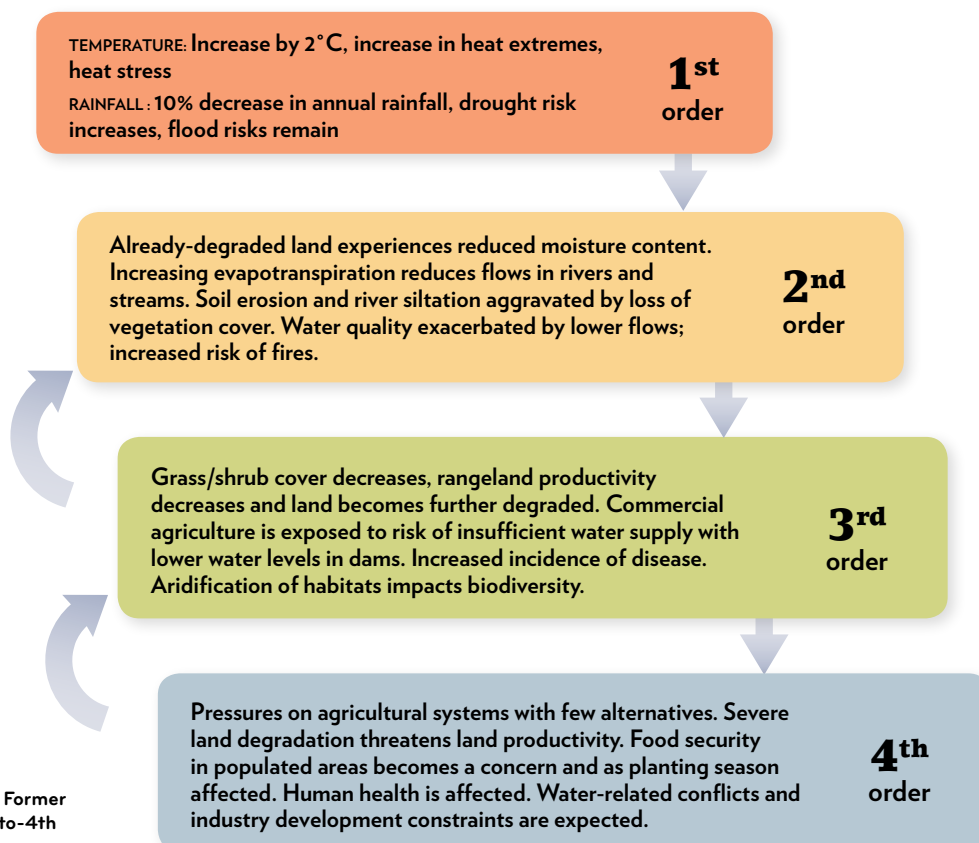 TEMPERATURE: Increase by 2°C, increase in heat extremes,
heat stress
RAINFALL : 10% decrease in annual rainfall, drought risk
increases, flood risks remain
1st
order
Already-degraded land experiences reduced moisture content.
Increasing evapotranspiration reduces flows in rivers and
streams. Soil erosion and river siltation aggravated by loss of
vegetation cover. Water quality exacerbated by lower flows;
increased risk of fires.
2nd
order
Grass/shrub cover decreases, rangeland productivity
decreases and land becomes further degraded. Commercial
agriculture is exposed to risk of insufficient water supply with
lower water levels in dams. Increased incidence of disease.
Aridification of habitats impacts biodiversity.
3rd
order
Pressures on agricultural systems with few alternatives. Severe
land degradation threatens land productivity. Food security
in populated areas becomes a concern and as planting season
affected. Human health is affected. Water-related conflicts and
industry development constraints are expected.
4th
order
Former
to-4th